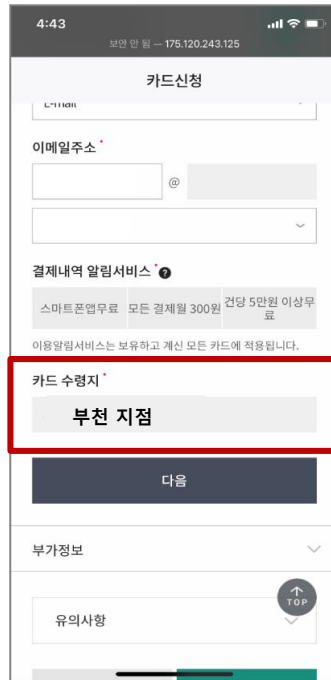 4:43
보안 안 됨 — 175.120.243.125
카드신청
E-mail
이메일주소 *
@
결제내역 알림서비스 * ?
스마트폰앱무료 모든 결제월 300원 건당 5만원 이상무
료
이용알림서비스는 보유하고 계신 모든 카드에 적용됩니다.
카드 수령지 *
부천 지점
다음
부가정보
TOP
유의사항